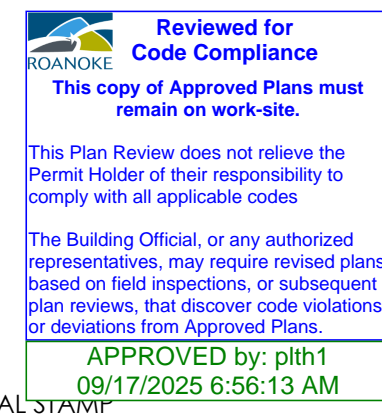 Reviewed for
Code Compliance
ROANOKE
This copy of Approved Plans must
remain on work-site.
This Plan Review does not relieve the
Permit Holder of their responsibility to
comply with all applicable codes
The Building Official, or any authorized
representatives, may require revised plans
based on field inspections, or subsequent
plan reviews, that discover code violations
or deviations from Approved Plans.
APPROVED by: plth1
09/17/2025 6:56:13 AM
AL STAMP